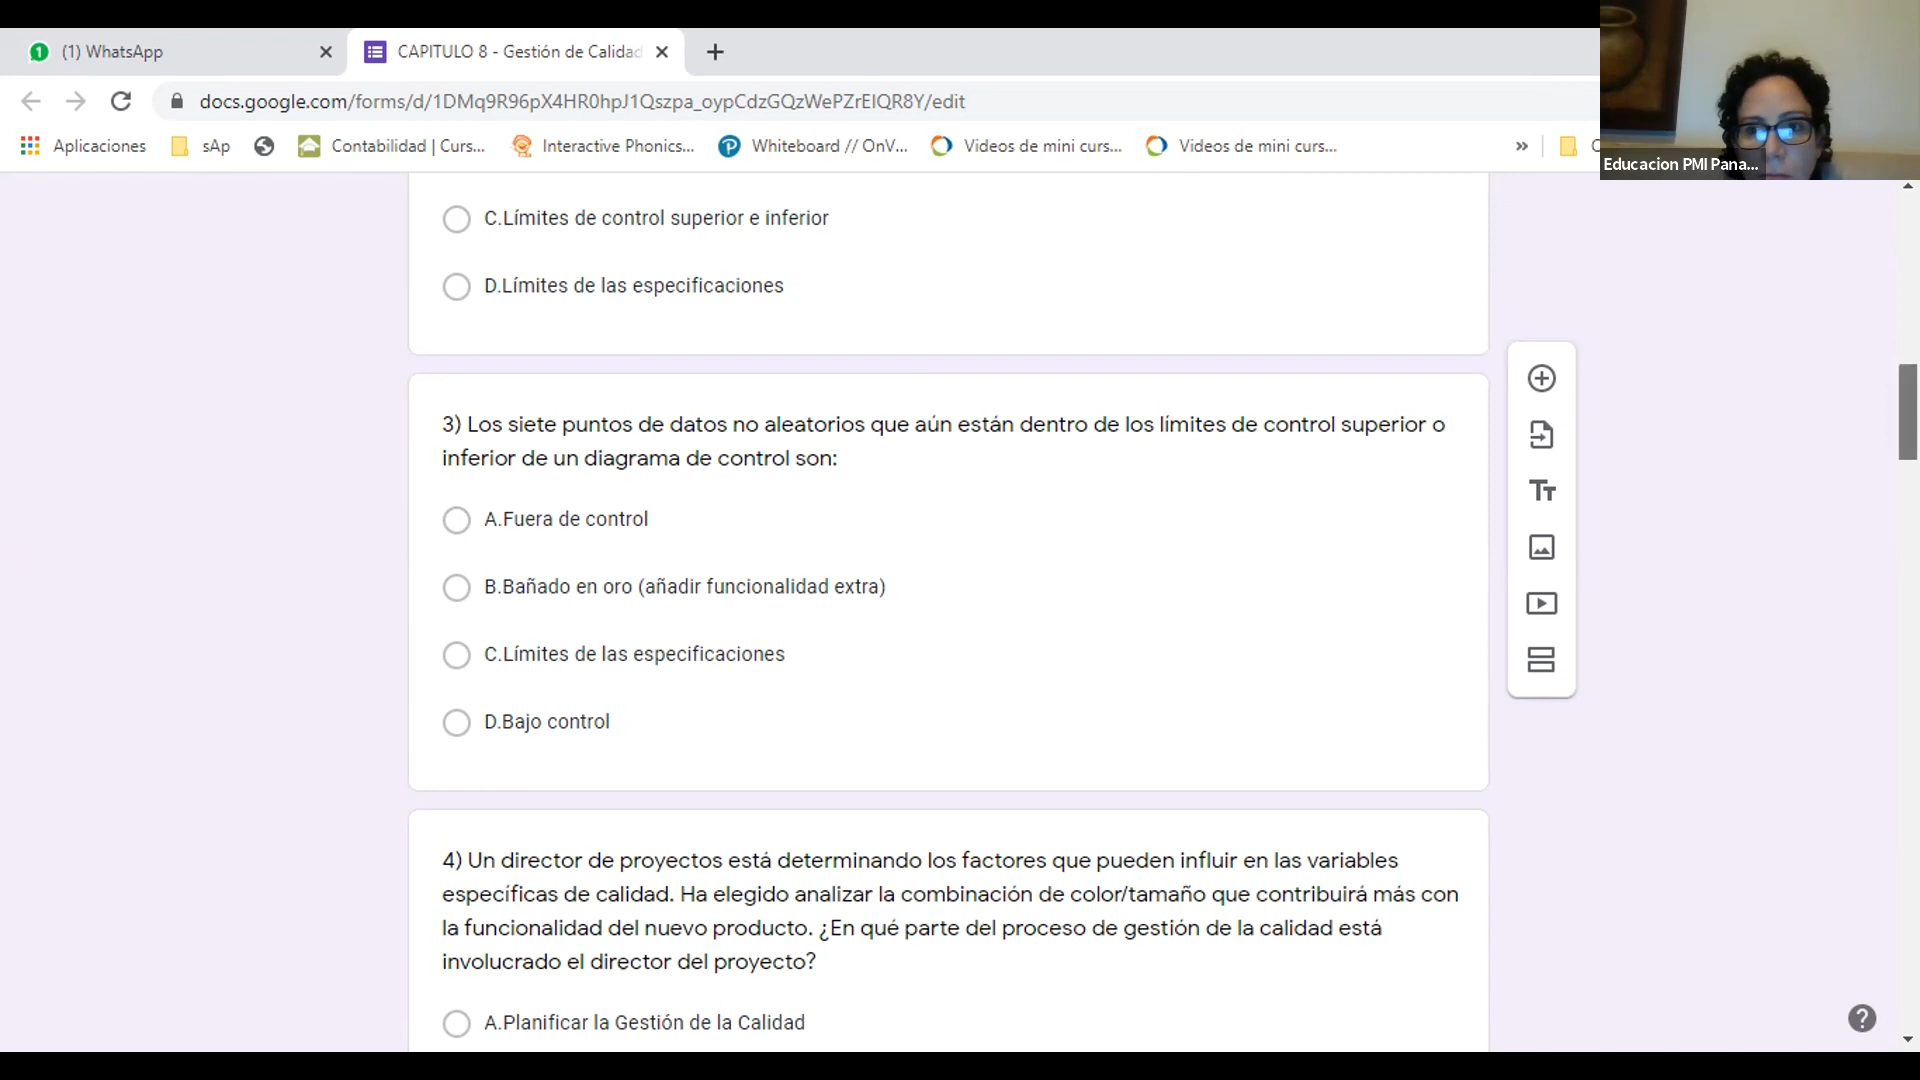 1 (1) WhatsApp
CAPITULO 8 - Gestión de Calidad
docs.google.com/forms/d/1DMq9R96pX4HR0hpJ1Qszpa_oypCdzGQzWePZrEIQR8Y/edit
Aplicaciones sAp Contabilidad | Curs... Interactive Phonics... Whiteboard // OnV... Videos de mini curs... Videos de mini curs... »
Educacion PMI Pana...
C.Límites de control superior e inferior
D.Límites de las especificaciones
3) Los siete puntos de datos no aleatorios que aún están dentro de los límites de control superior o
inferior de un diagrama de control son:
A.Fuera de control
B.Bañado en oro (añadir funcionalidad extra)
C.Límites de las especificaciones
D.Bajo control
Tт
4) Un director de proyectos está determinando los factores que pueden influir en las variables
específicas de calidad. Ha elegido analizar la combinación de color/tamaño que contribuirá más con
la funcionalidad del nuevo producto. ¿En qué parte del proceso de gestión de la calidad está
involucrado el director del proyecto?
A.Planificar la Gestión de la Calidad
?